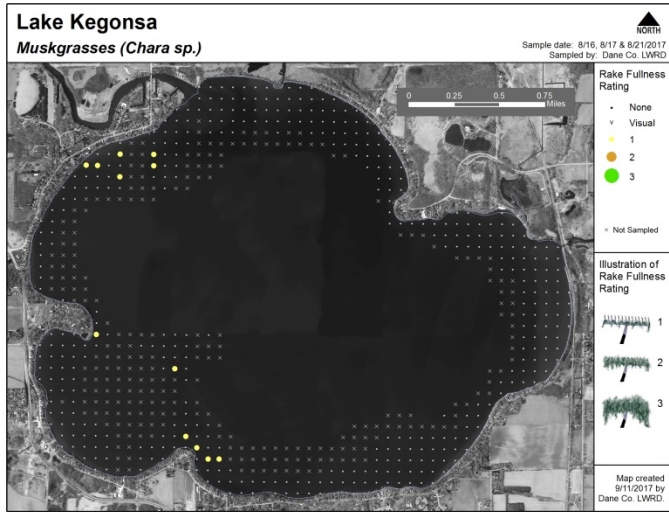 Lake Kegonsa
Muskgrasses (Chara sp.)
NORTH
Sample date: 8/16, 8/17 & 8/21/2017
Sampled by: Dane Co. LWRD
0 0.25 0.5 0.75
Miles
Rake Fullness
Rating
• None
v Visual
1
2
3
× Not Sampled
Illustration of
Rake Fullness
Rating
1
2
3
Map created
9/11/2017 by
Dane Co. LWRD.